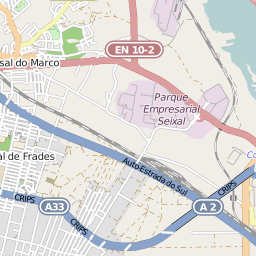 EN 10-2
sal do Marco
Parque
Empresarial
Seixal
al de Frades
Auto-Estrada do Sul
Co
CRIPS
CRIPS
A33
A 2
CRIPS